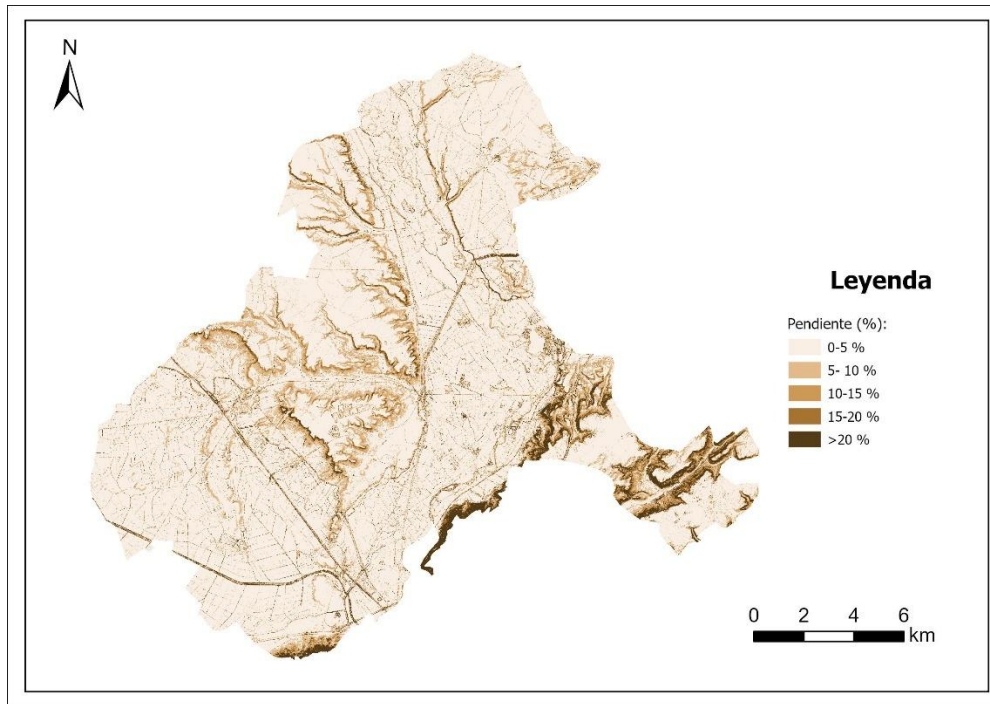 N
Leyenda
Pendiente (%):
0-5 %
5- 10 %
10-15 %
15-20 %
>20 %
0 2 4 6
km